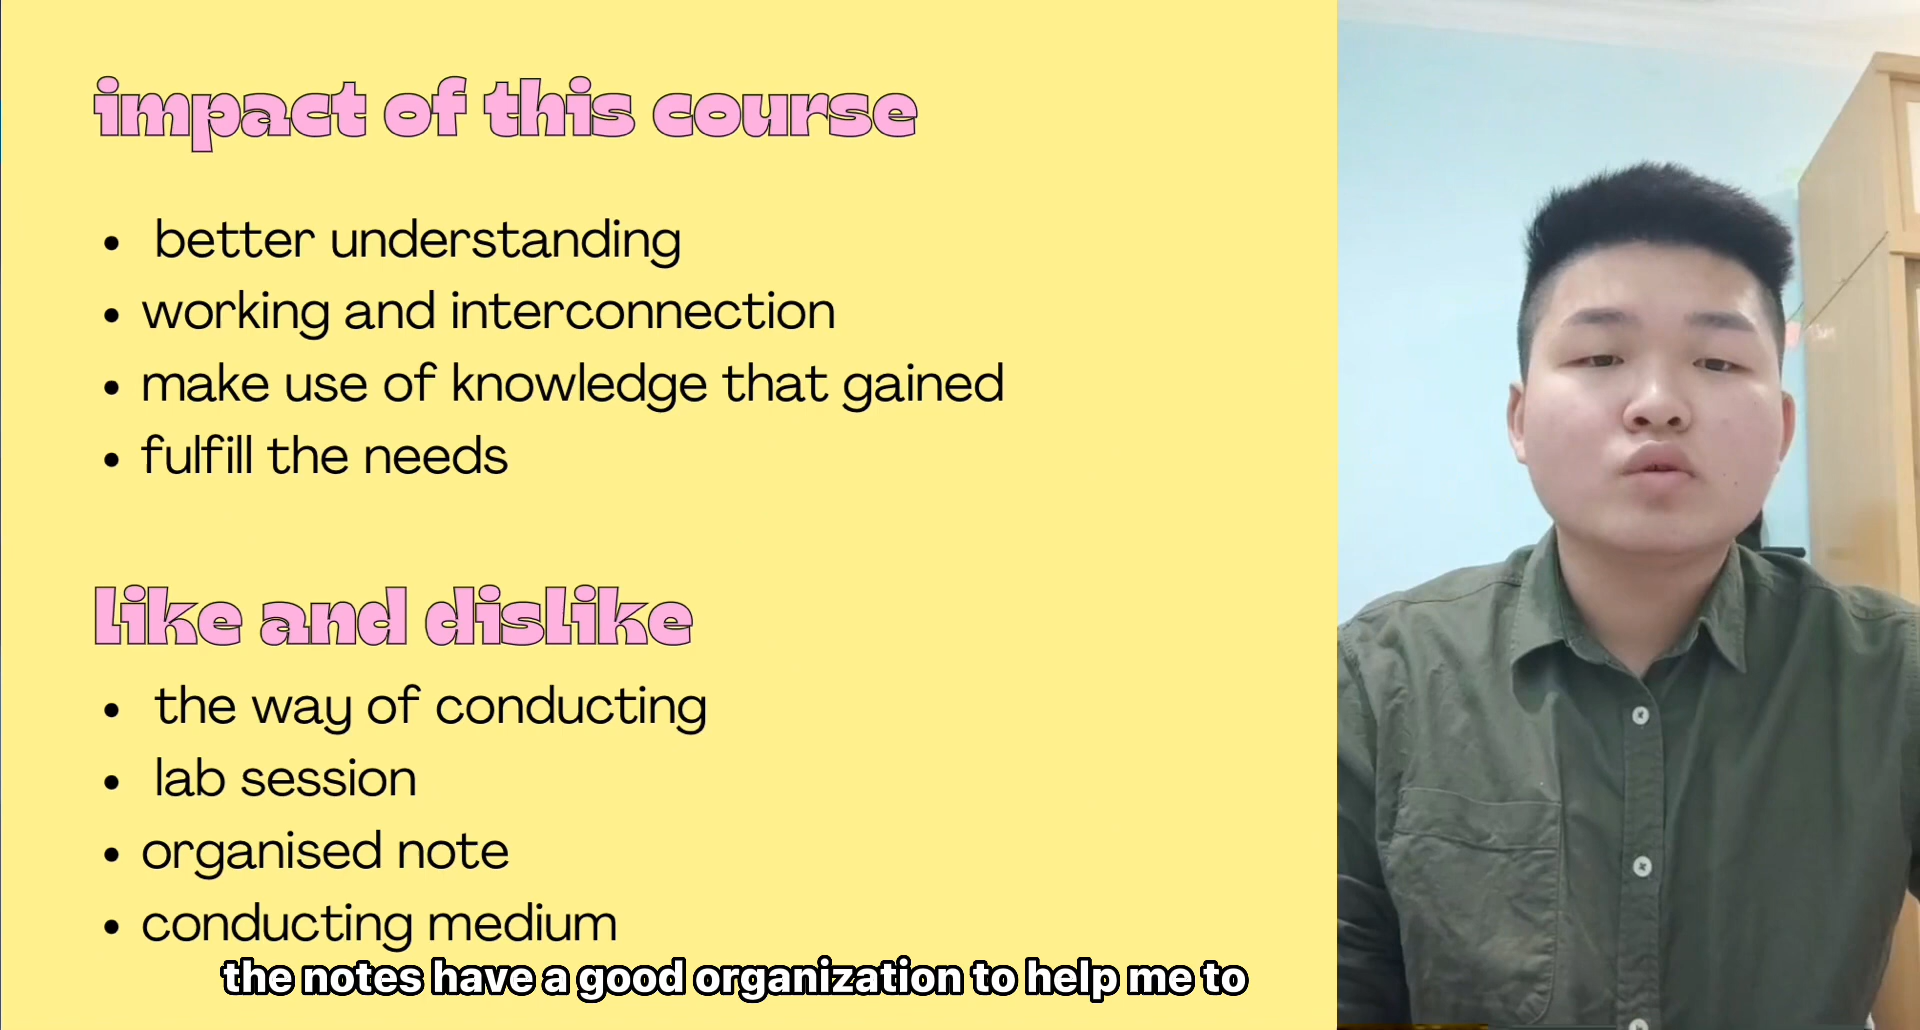 impact of this course
better understanding
working and interconnection
make use of knowledge that gained
fulfill the needs
like and dislike
the way of conducting
lab session
organised note
conducting medium
the notes have a good organization to help me to